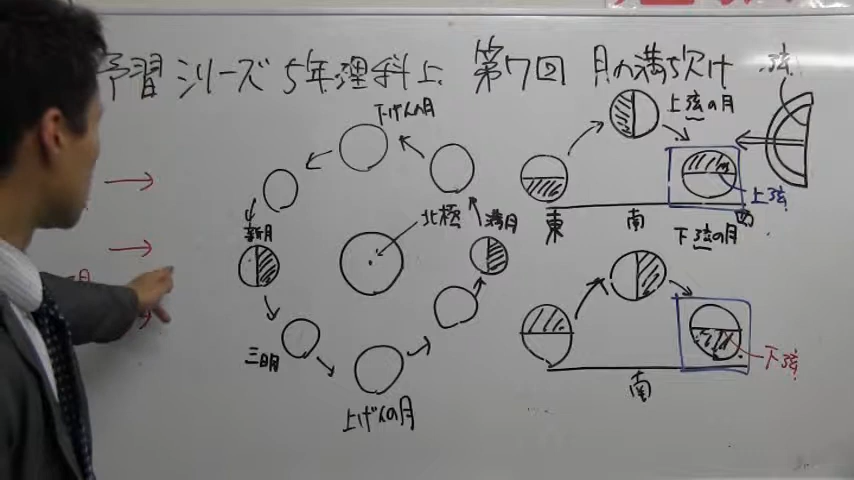 予習シリーズ 5年理科上 第7回 月の満ち欠け
弦
下げんの月
上弦の月
北極
満月
新月
上弦
東
南
西
下弦の月
三日月
上げんの月
下弦
南
月